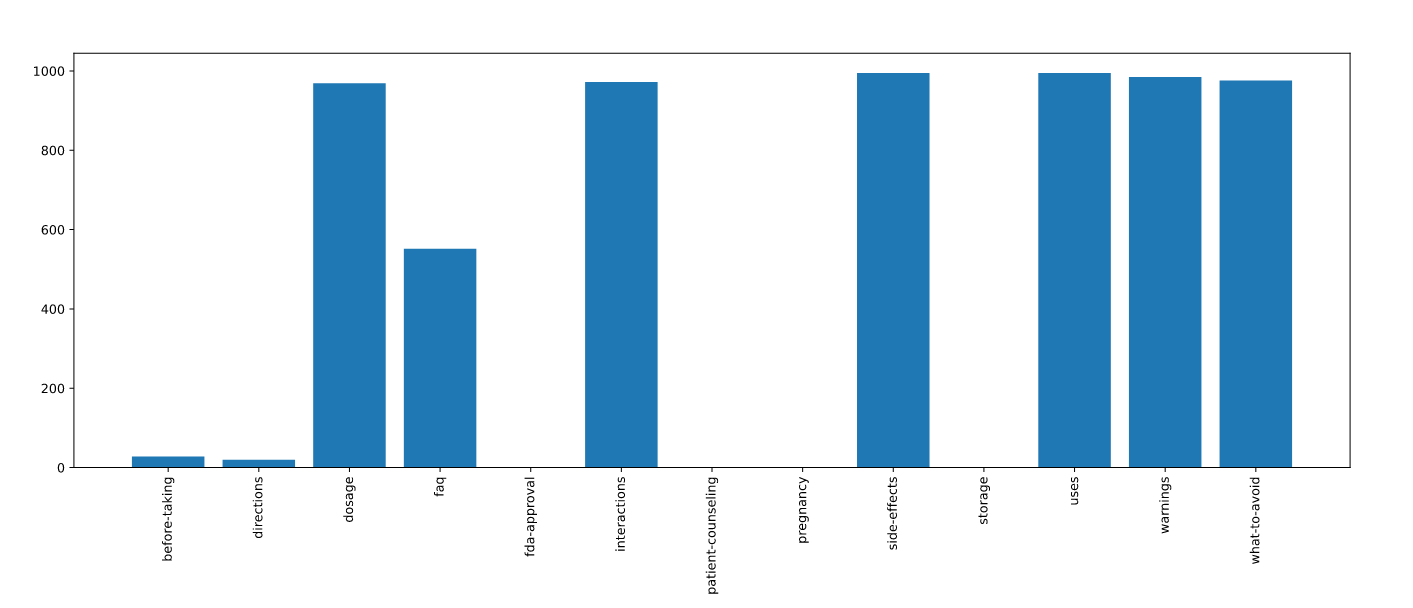 1000
800
600
400
200
0
before-taking
directions
dosage
faq
fda-approval
interactions
patient-counseling
pregnancy
side-effects
storage
uses
warnings
what-to-avoid